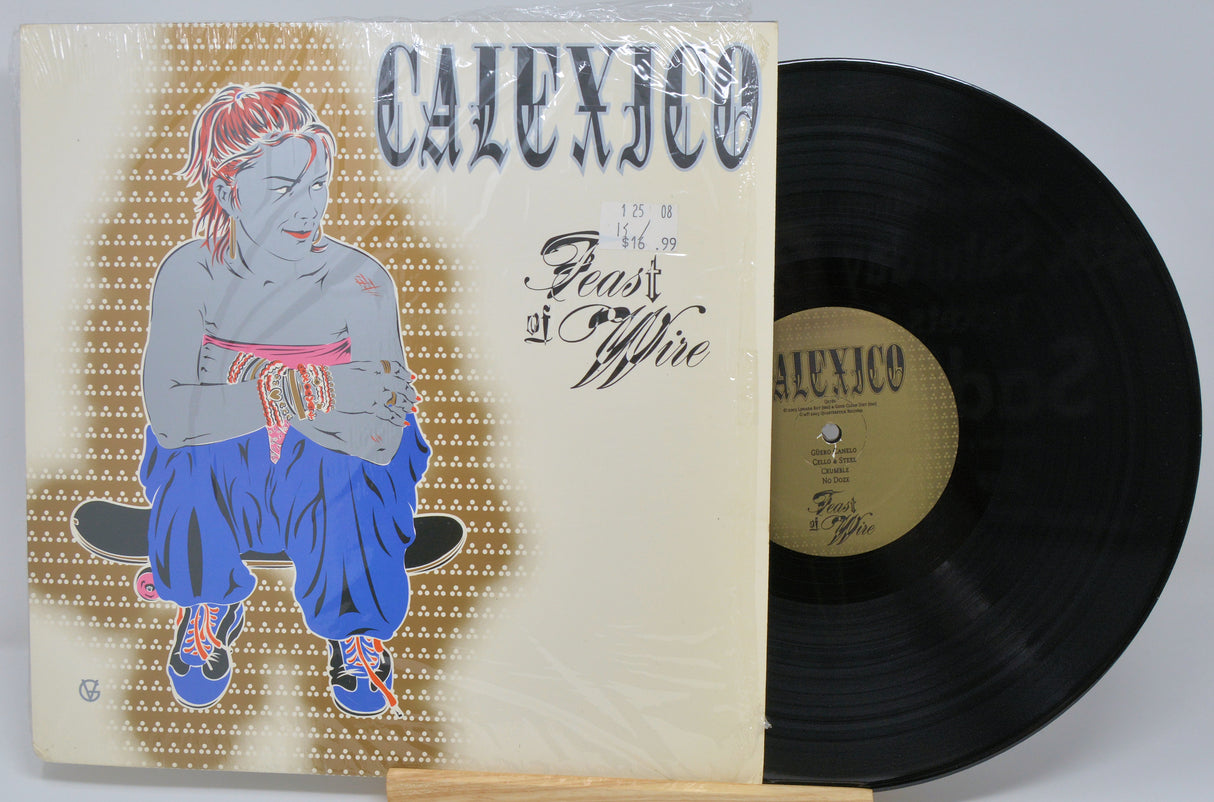 CALEXICO
1 25 08
$16.99
Feast
of Wire
ALEXICO
GÜERO CANELO
CELLO & STEEL
CRUMBLE
NO DOZE
Feast
of Wire